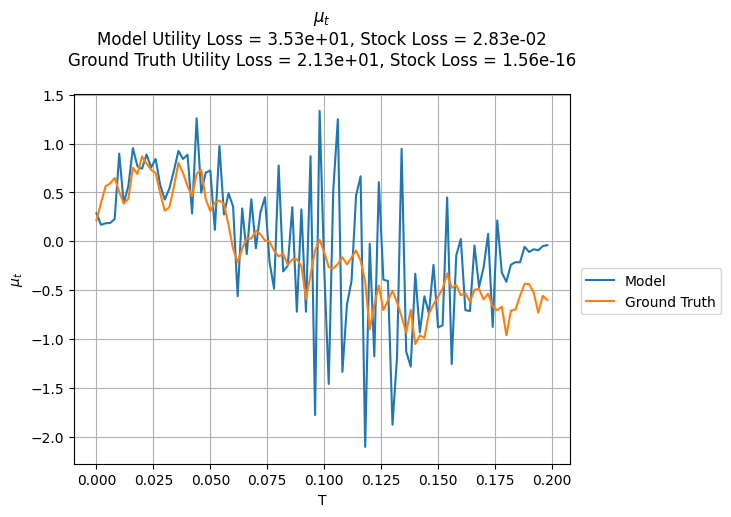 μt
Model Utility Loss = 3.53e+01, Stock Loss = 2.83e-02
Ground Truth Utility Loss = 2.13e+01, Stock Loss = 1.56e-16
1.5
1.0
0.5
0.0
−0.5
−1.0
−1.5
−2.0
μt
0.000 0.025 0.050 0.075 0.100 0.125 0.150 0.175 0.200
T
Model
Ground Truth